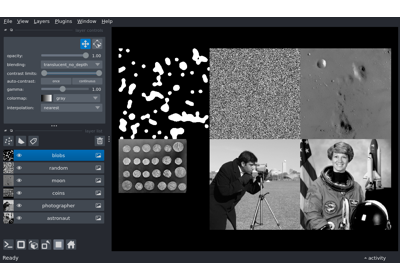 File View Layers Plugins Window Help
opacity: 1.00
blending: translucent_no_depth
contrast limits:
auto-contrast: once continuous
gamma: 1.00
colormap: gray
interpolation: nearest
blobs
random
moon
coins
photographer
astronaut
Ready
activity